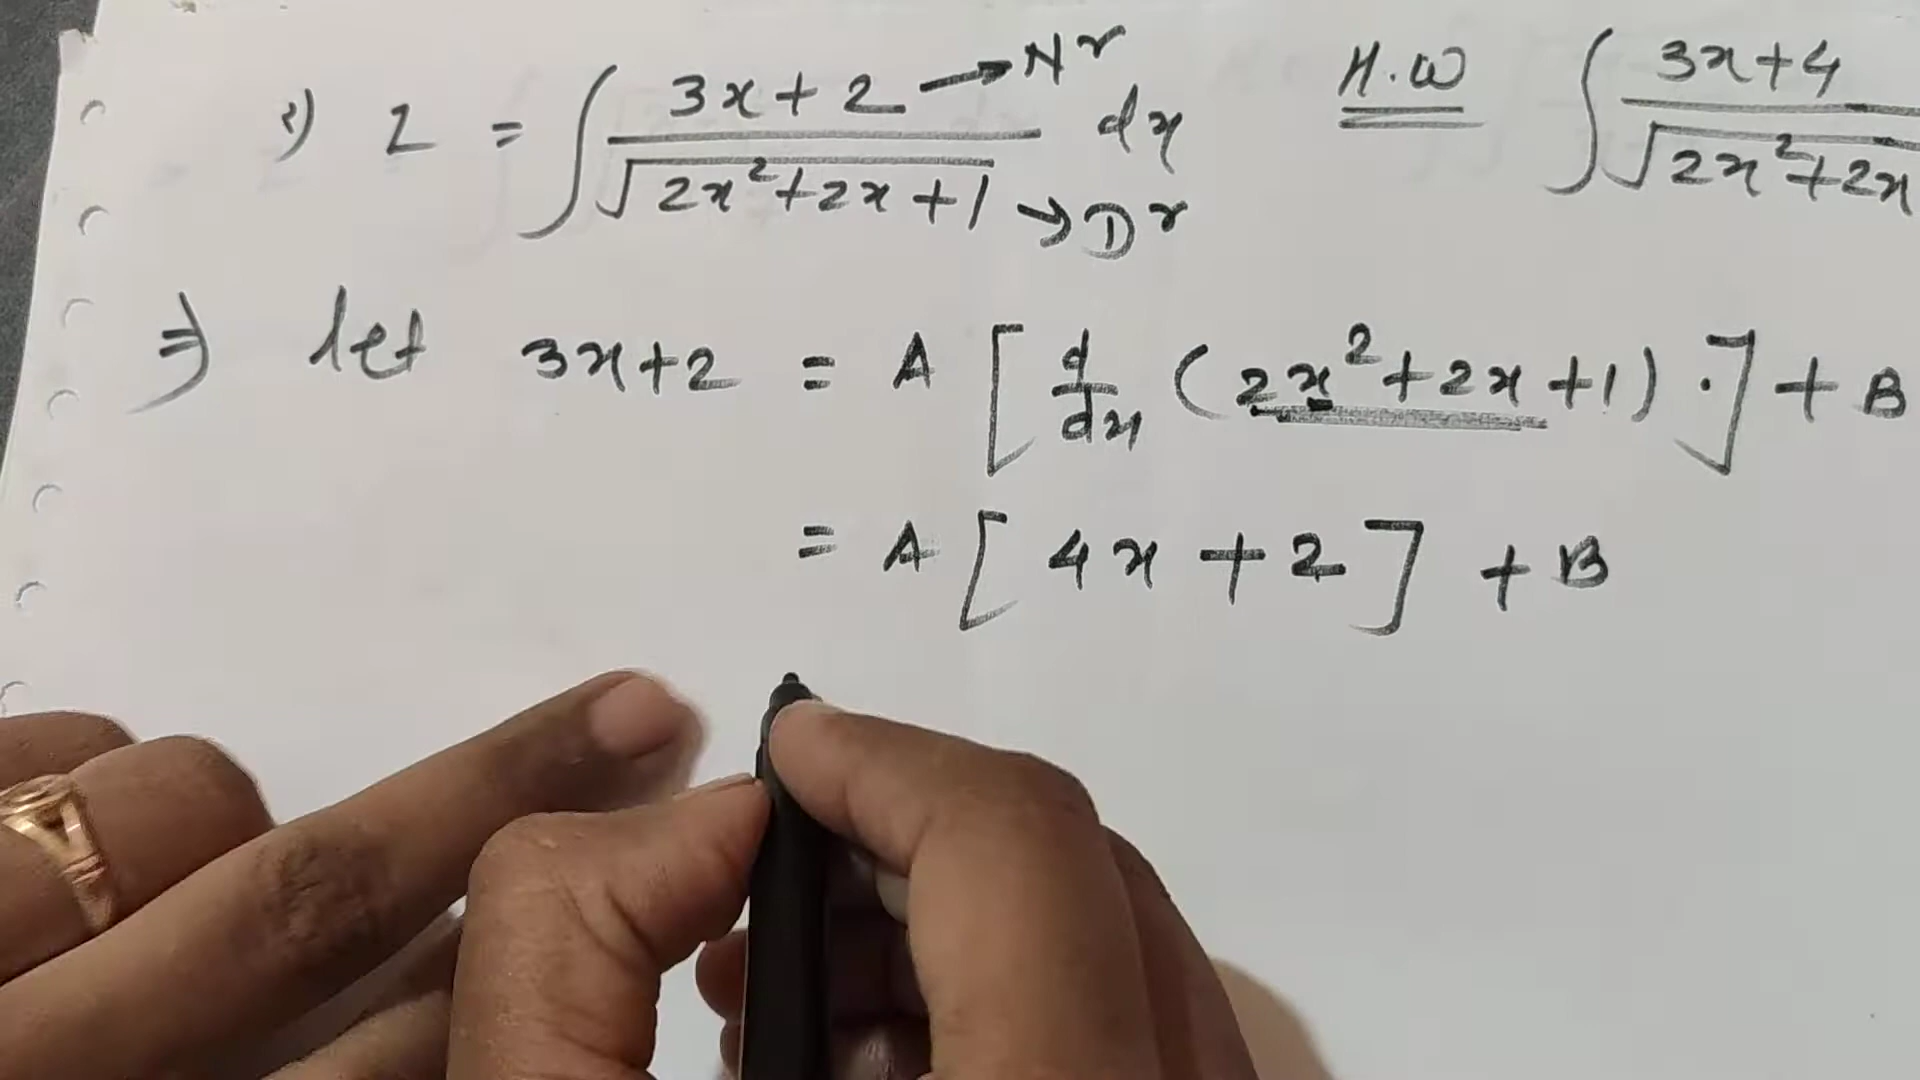 1) I = ∫ 3x+2 / √(2x²+2x+1) dx → Nʳ → Dʳ
H.W ∫ 3x+4 / √(2x²+2x
⇒ let 3x+2 = A [ d/dx (2x²+2x+1) . ] + B
= A [ 4x + 2 ] + B